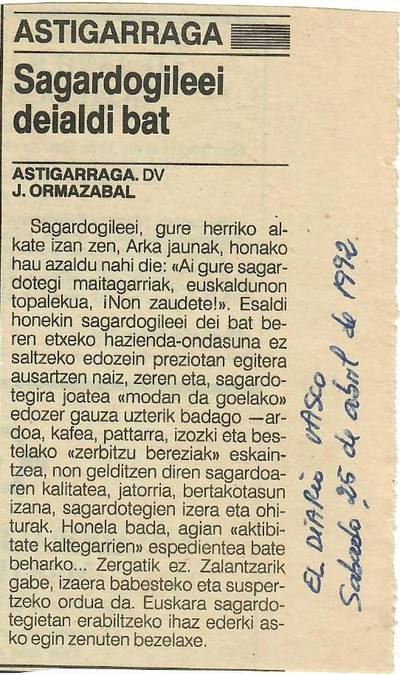 ASTIGARRAGA
Sagardogileei
deialdi bat
ASTIGARRAGA. DV
J. ORMAZABAL
Sagardogileei, gure herriko al-
kate izan zen, Arka jaunak, honako
hau azaldu nahi die: «Ai gure sagar-
dotegi maitagarriak, euskaldunon
topalekua, ¡Non zaudete!». Esaldi
honekin sagardogileei dei bat be-
ren etxeko hazienda-ondasuna ez
saltzeko edozein preziotan egitera
ausartzen naiz, zeren eta, sagardo-
tegira joatea «modan da goelako»
edozer gauza uzterik badago —ar-
doa, kafea, pattarra, izozki eta bes-
telako «zerbitzu bereziak» eskain-
tzea, non gelditzen diren sagardoa-
ren kalitatea, jatorria, bertakotasun
izana, sagardotegien izera eta ohi-
turak. Honela bada, agian «aktibi-
tate kaltegarrien» espedientea bate
beharko... Zergatik ez. Zalantzarik
gabe, izaera babesteko eta susper-
tzeko ordua da. Euskara sagardo-
tegietan erabiltzeko ihaz ederki as-
ko egin zenuten bezelaxe.
EL DIARIO VASCO
Sabado, 25 de abril de 1992